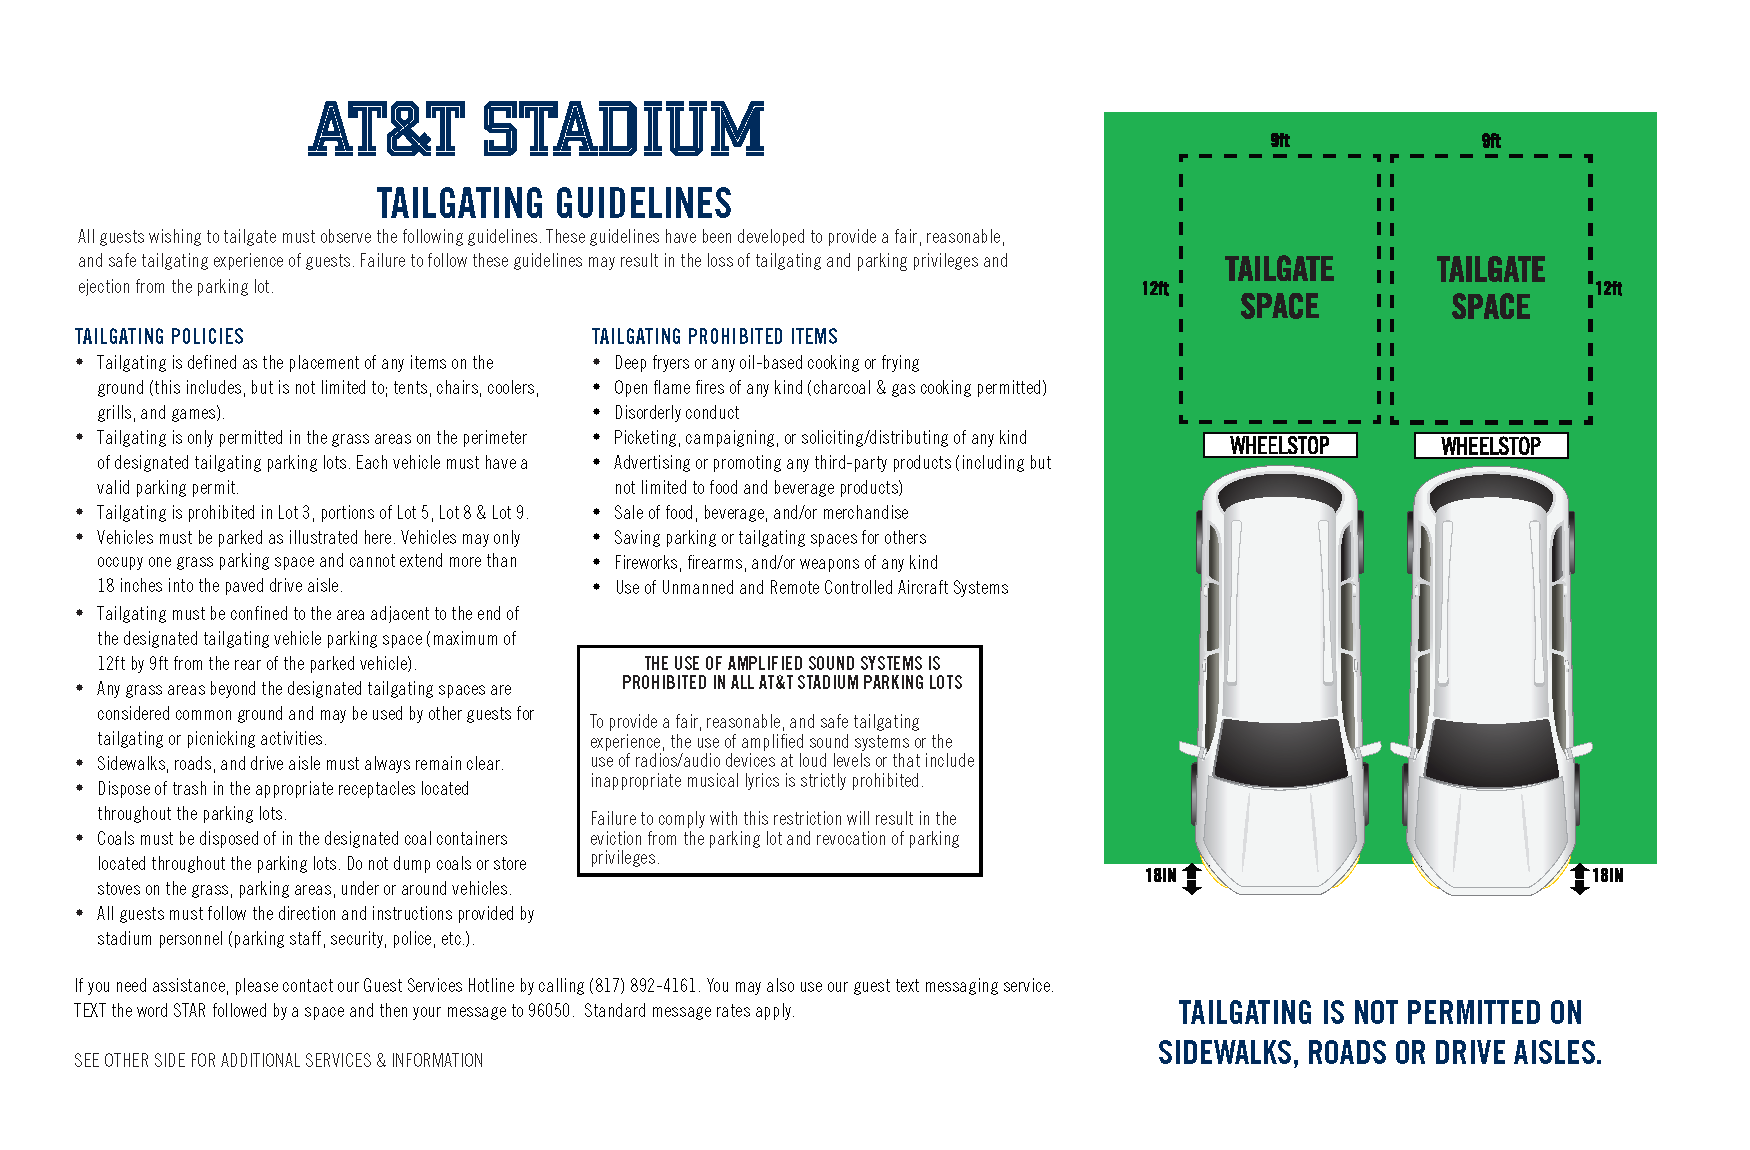 AT&T STADIUM
TAILGATING GUIDELINES
All guests wishing to tailgate must observe the following guidelines. These guidelines have been developed to provide a fair, reasonable,
and safe tailgating experience of guests. Failure to follow these guidelines may result in the loss of tailgating and parking privileges and
ejection from the parking lot.
TAILGATING POLICIES
• Tailgating is defined as the placement of any items on the
ground (this includes, but is not limited to; tents, chairs, coolers,
grills, and games).
• Tailgating is only permitted in the grass areas on the perimeter
of designated tailgating parking lots. Each vehicle must have a
valid parking permit.
• Tailgating is prohibited in Lot 3, portions of Lot 5, Lot 8 & Lot 9.
• Vehicles must be parked as illustrated here. Vehicles may only
occupy one grass parking space and cannot extend more than
18 inches into the paved drive aisle.
• Tailgating must be confined to the area adjacent to the end of
the designated tailgating vehicle parking space (maximum of
12ft by 9ft from the rear of the parked vehicle).
• Any grass areas beyond the designated tailgating spaces are
considered common ground and may be used by other guests for
tailgating or picnicking activities.
• Sidewalks, roads, and drive aisle must always remain clear.
• Dispose of trash in the appropriate receptacles located
throughout the parking lots.
• Coals must be disposed of in the designated coal containers
located throughout the parking lots. Do not dump coals or store
stoves on the grass, parking areas, under or around vehicles.
• All guests must follow the direction and instructions provided by
stadium personnel (parking staff, security, police, etc.).
TAILGATING PROHIBITED ITEMS
• Deep fryers or any oil-based cooking or frying
• Open flame fires of any kind (charcoal & gas cooking permitted)
• Disorderly conduct
• Picketing, campaigning, or soliciting/distributing of any kind
• Advertising or promoting any third-party products (including but
not limited to food and beverage products)
• Sale of food, beverage, and/or merchandise
• Saving parking or tailgating spaces for others
• Fireworks, firearms, and/or weapons of any kind
• Use of Unmanned and Remote Controlled Aircraft Systems
THE USE OF AMPLIFIED SOUND SYSTEMS IS
PROHIBITED IN ALL AT&T STADIUM PARKING LOTS
To provide a fair, reasonable, and safe tailgating
experience, the use of amplified sound systems or the
use of radios/audio devices at loud levels or that include
inappropriate musical lyrics is strictly prohibited.
Failure to comply with this restriction will result in the
eviction from the parking lot and revocation of parking
privileges.
If you need assistance, please contact our Guest Services Hotline by calling (817) 892-4161. You may also use our guest text messaging service.
TEXT the word STAR followed by a space and then your message to 96050. Standard message rates apply.
SEE OTHER SIDE FOR ADDITIONAL SERVICES & INFORMATION
9ft 9ft
TAILGATE TAILGATE
12ft 12ft
SPACE SPACE
WHEELSTOP WHEELSTOP
18IN 18IN
TAILGATING IS NOT PERMITTED ON
SIDEWALKS, ROADS OR DRIVE AISLES.